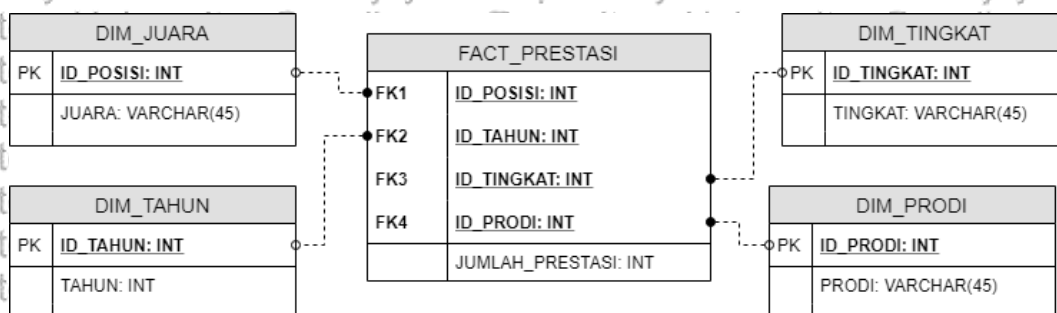 DIM_JUARA
PK ID_POSISI: INT
JUARA: VARCHAR(45)
FACT_PRESTASI
FK1 ID_POSISI: INT
FK2 ID_TAHUN: INT
FK3 ID_TINGKAT: INT
FK4 ID_PRODI: INT
JUMLAH_PRESTASI: INT
DIM_TINGKAT
PK ID_TINGKAT: INT
TINGKAT: VARCHAR(45)
DIM_TAHUN
PK ID_TAHUN: INT
TAHUN: INT
DIM_PRODI
PK ID_PRODI: INT
PRODI: VARCHAR(45)